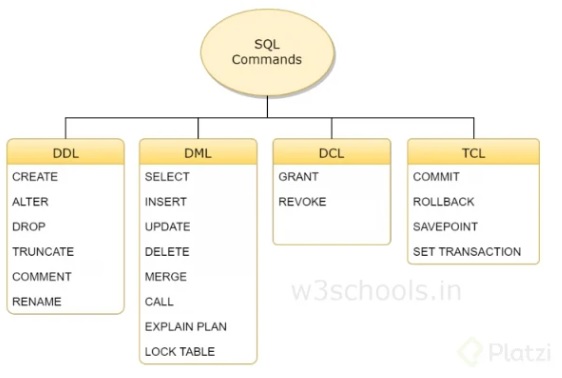 SQL
Commands
DDL
CREATE
ALTER
DROP
TRUNCATE
COMMENT
RENAME
DML
SELECT
INSERT
UPDATE
DELETE
MERGE
CALL
EXPLAIN PLAN
LOCK TABLE
DCL
GRANT
REVOKE
TCL
COMMIT
ROLLBACK
SAVEPOINT
SET TRANSACTION
w3schools.in
Platzi